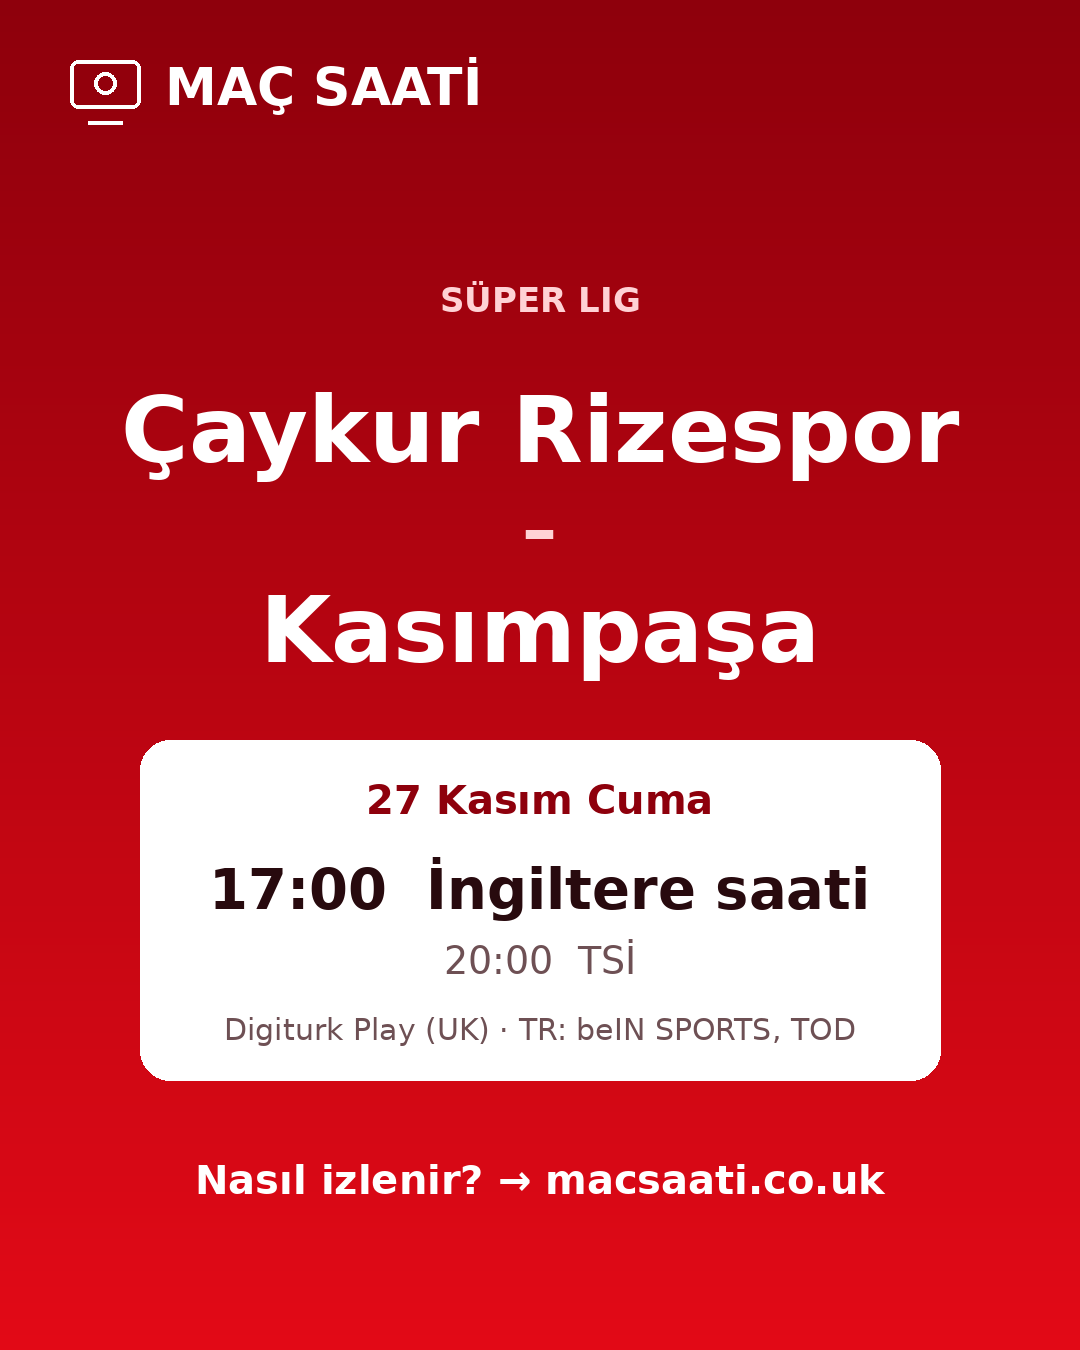 MAÇ SAATİ
SÜPER LIG
Çaykur Rizespor
–
Kasımpaşa
27 Kasım Cuma
17:00 İngiltere saati
20:00 TSİ
Digiturk Play (UK) · TR: beIN SPORTS, TOD
Nasıl izlenir? → macsaati.co.uk